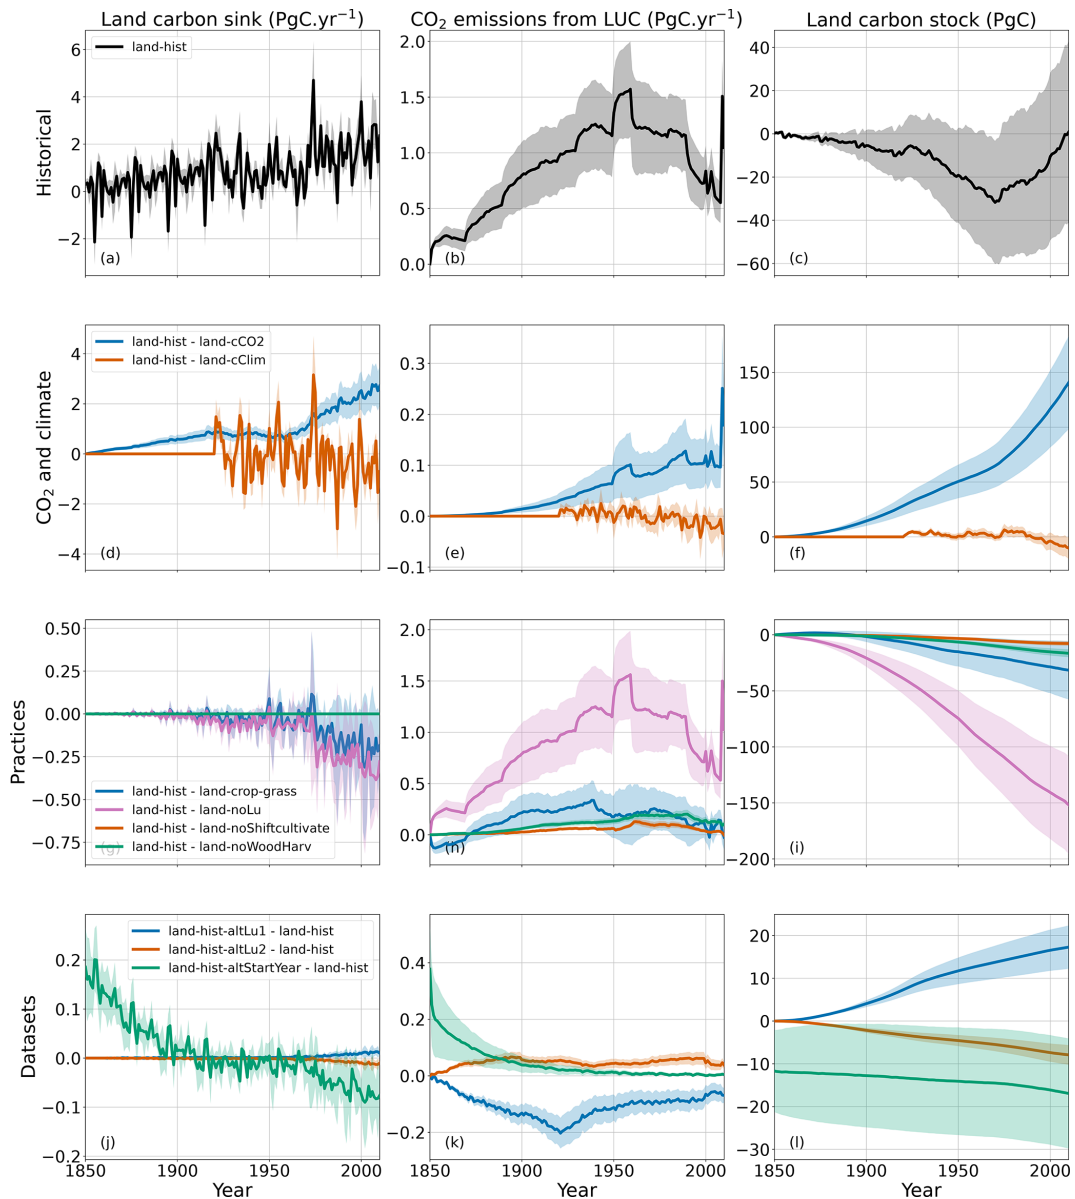 Land carbon sink (PgC.yr−1)
CO2 emissions from LUC (PgC.yr−1)
Land carbon stock (PgC)
Historical
6
4
2
0
−2
land-hist
(a)
2.0
1.5
1.0
0.5
0.0
(b)
40
20
0
−20
−40
−60
(c)
CO2 and climate
4
2
0
−2
−4
land-hist - land-cCO2
land-hist - land-cClim
(d)
0.3
0.2
0.1
0.0
−0.1
(e)
150
100
50
0
(f)
Practices
0.50
0.25
0.00
−0.25
−0.50
−0.75
land-hist - land-crop-grass
land-hist - land-noLu
land-hist - land-noShiftcultivate
land-hist - land-noWoodHarv
(g)
2.0
1.5
1.0
0.5
0.0
(h)
0
−50
−100
−150
−200
(i)
Datasets
0.2
0.1
0.0
−0.1
−0.2
land-hist-altLu1 - land-hist
land-hist-altLu2 - land-hist
land-hist-altStartYear - land-hist
(j)
0.4
0.2
0.0
−0.2
(k)
20
10
0
−10
−20
−30
(l)
1850 1900 1950 2000
1850 1900 1950 2000
1850 1900 1950 2000
Year
Year
Year